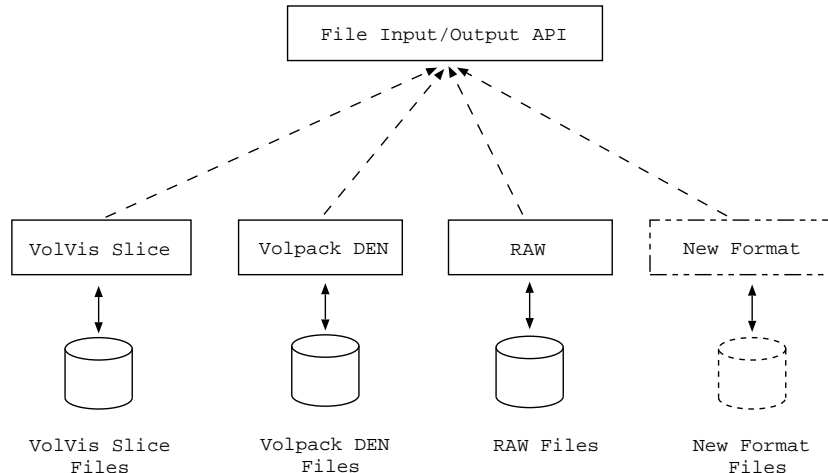 File Input/Output API
VolVis Slice
Volpack DEN
RAW
New Format
VolVis Slice
Files
Volpack DEN
Files
RAW Files
New Format
Files